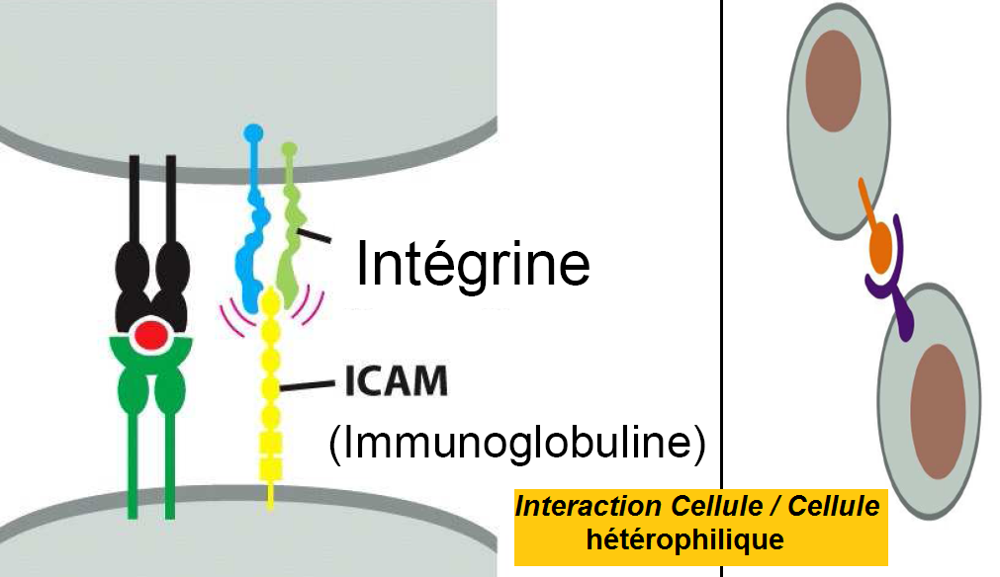 Intégrine
ICAM
(Immunoglobuline)
Interaction Cellule / Cellule
hétérophilique